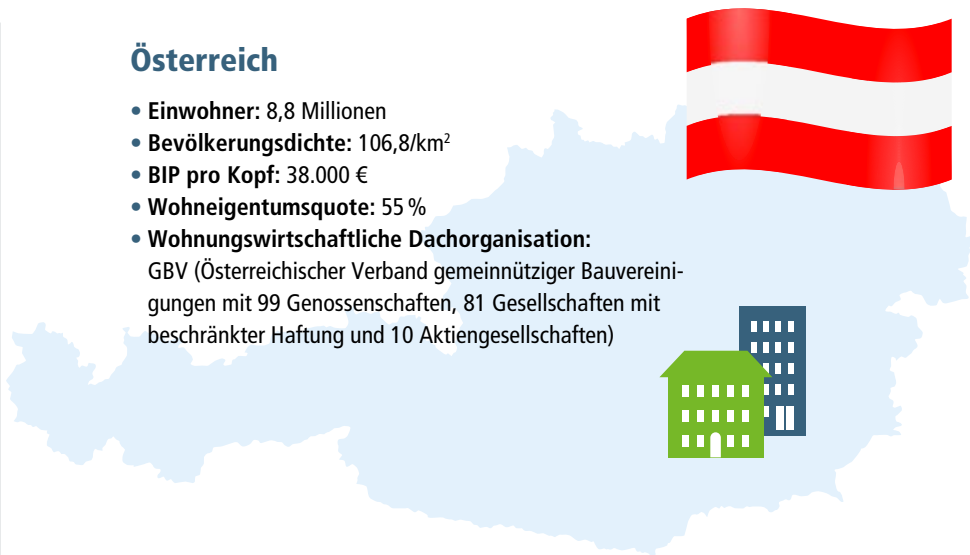 Österreich
• Einwohner: 8,8 Millionen
• Bevölkerungsdichte: 106,8/km²
• BIP pro Kopf: 38.000 €
• Wohneigentumsquote: 55 %
• Wohnungswirtschaftliche Dachorganisation:
GBV (Österreichischer Verband gemeinnütziger Bauvereini-
gungen mit 99 Genossenschaften, 81 Gesellschaften mit
beschränkter Haftung und 10 Aktiengesellschaften)